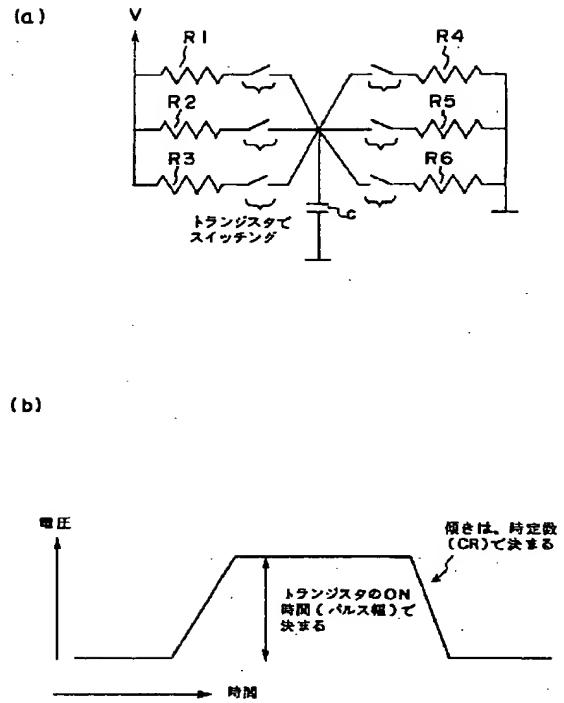 (a)
V
R1
R4
R2
R5
R3
R6
C
トランジスタで
スイッチング
(b)
電圧
傾きは、時定数
(CR)で決まる
トランジスタのON
時間(パルス幅)で
決まる
時間